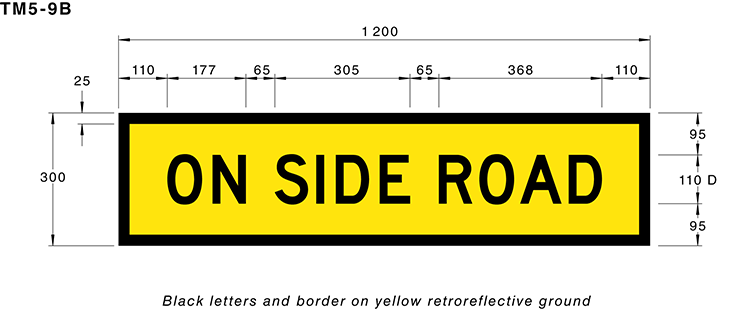 TM5-9B
1 200
110 177 65 305 65 368 110
25
95
300
110 D
95
ON SIDE ROAD
Black letters and border on yellow retroreflective ground